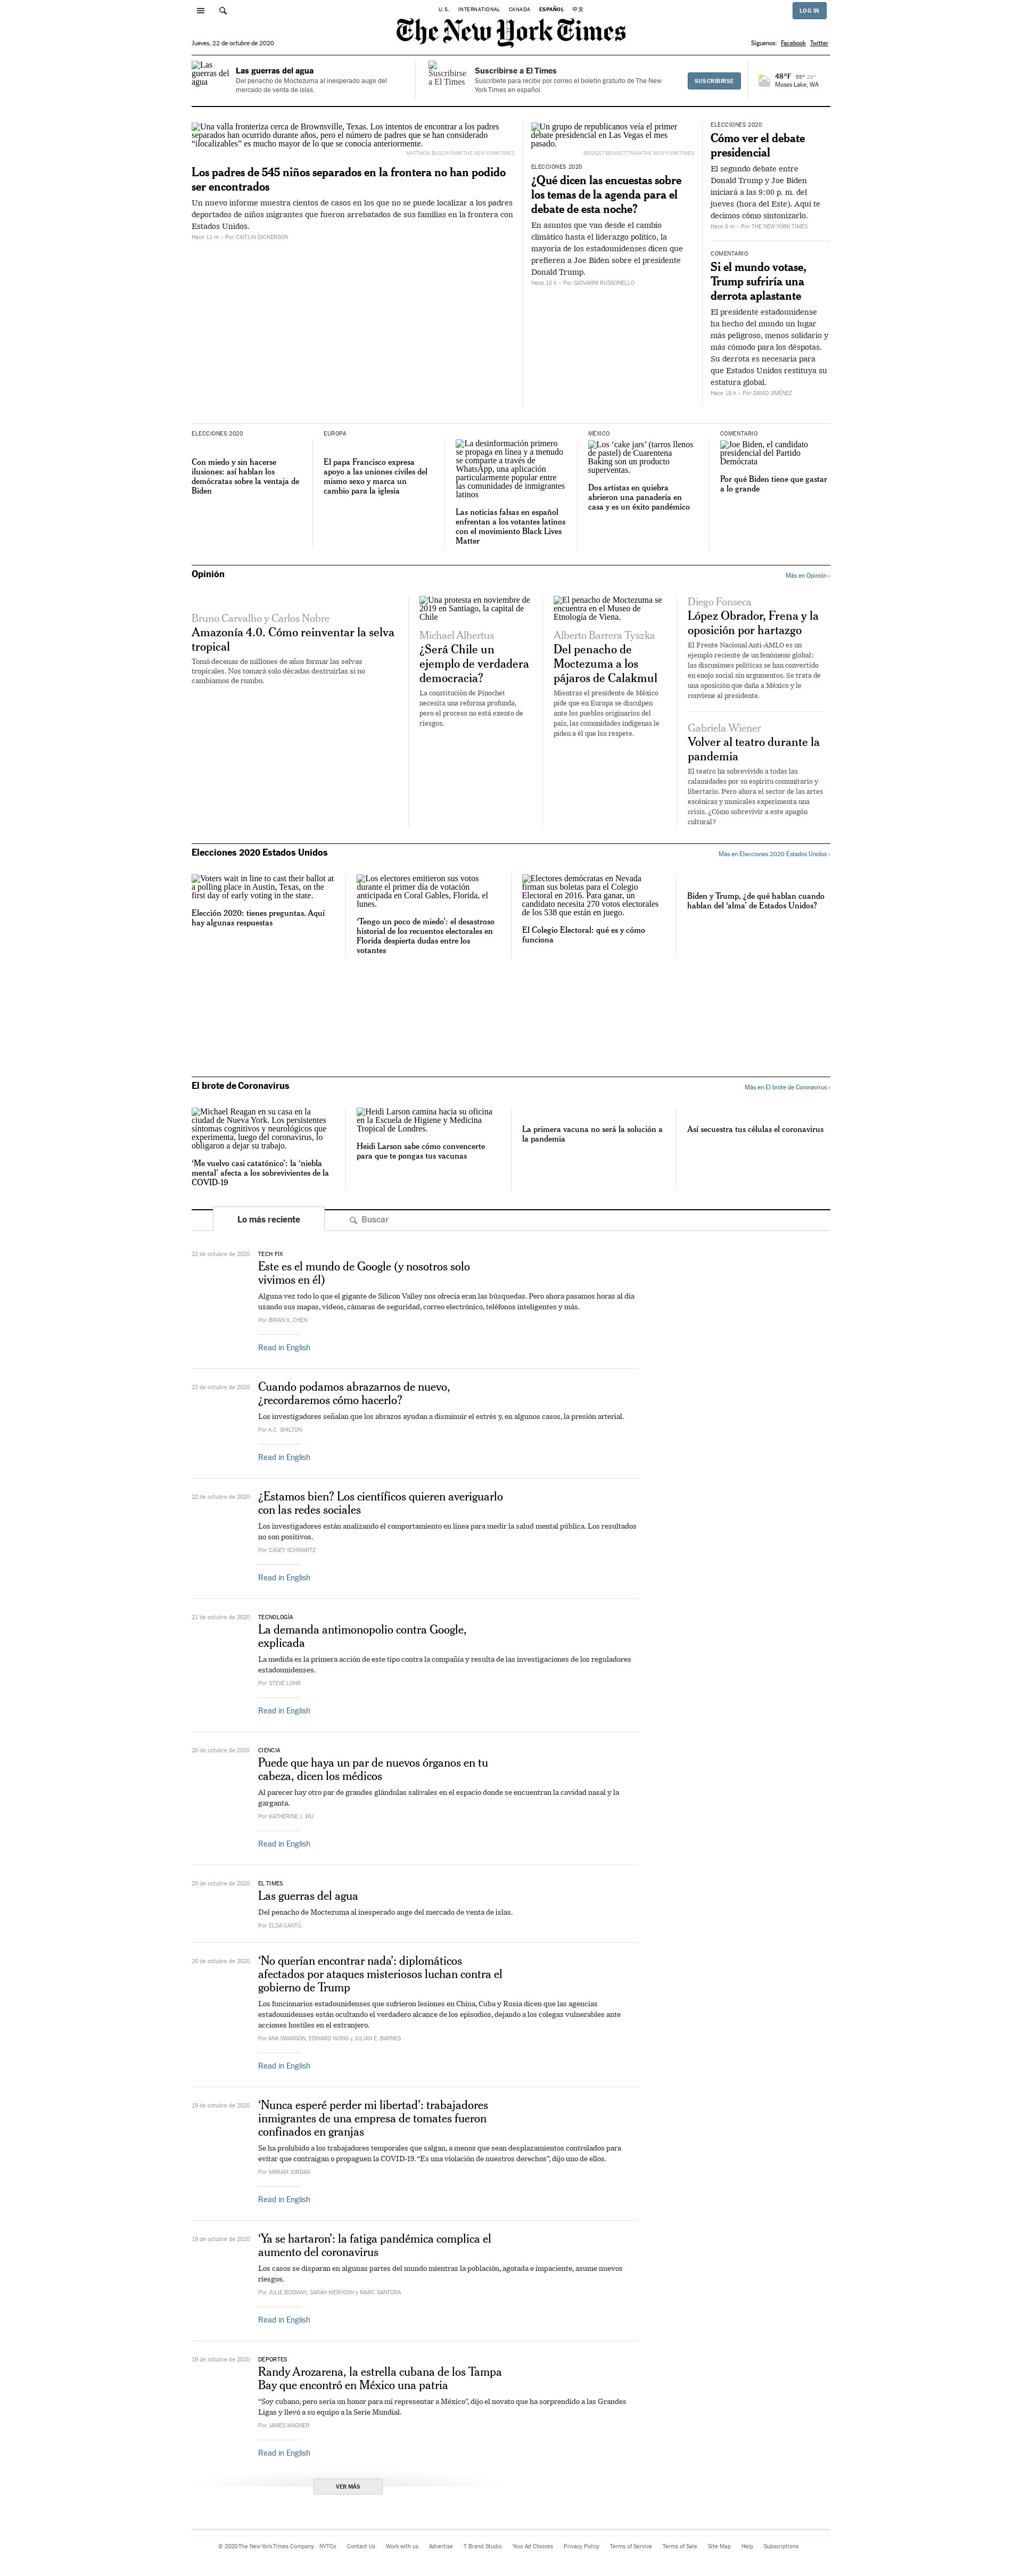 U.S. INTERNATIONAL CANADA ESPAÑOL 中文
LOG IN
The New York Times
Jueves, 22 de octubre de 2020
Síguenos: Facebook Twitter
Las guerras del agua
Las guerras del agua
Del penacho de Moctezuma al inesperado auge del
mercado de venta de islas.
Suscribirse a El Times
Suscribirse a El Times
Suscríbete para recibir por correo el boletín gratuito de The New
York Times en español.
SUSCRIBIRSE
48°F 55° 28°
Moses Lake, WA
Una valla fronteriza cerca de Brownsville, Texas. Los intentos de encontrar a los padres
separados han ocurrido durante años, pero el número de padres que se han considerado
“ilocalizables” es mucho mayor de lo que se conocía anteriormente.
MATTHEW BUSCH PARA THE NEW YORK TIMES
Los padres de 545 niños separados en la frontera no han podido
ser encontrados
Un nuevo informe muestra cientos de casos en los que no se puede localizar a los padres
deportados de niños migrantes que fueron arrebatados de sus familias en la frontera con
Estados Unidos.
Hace 11 m – Por CAITLIN DICKERSON
Un grupo de republicanos veía el primer
debate presidencial en Las Vegas el mes
pasado.
BRIDGET BENNETT PARA THE NEW YORK TIMES
ELECCIONES 2020
¿Qué dicen las encuestas sobre
los temas de la agenda para el
debate de esta noche?
En asuntos que van desde el cambio
climático hasta el liderazgo político, la
mayoría de los estadounidenses dicen que
prefieren a Joe Biden sobre el presidente
Donald Trump.
Hace 10 h – Por GIOVANNI RUSSONELLO
ELECCIONES 2020
Cómo ver el debate
presidencial
El segundo debate entre
Donald Trump y Joe Biden
iniciará a las 9:00 p. m. del
jueves (hora del Este). Aquí te
decimos cómo sintonizarlo.
Hace 5 m – Por THE NEW YORK TIMES
COMENTARIO
Si el mundo votase,
Trump sufriría una
derrota aplastante
El presidente estadounidense
ha hecho del mundo un lugar
más peligroso, menos solidario y
más cómodo para los déspotas.
Su derrota es necesaria para
que Estados Unidos restituya su
estatura global.
Hace 18 h – Por DAVID JIMÉNEZ
ELECCIONES 2020
Con miedo y sin hacerse
ilusiones: así hablan los
demócratas sobre la ventaja de
Biden
EUROPA
El papa Francisco expresa
apoyo a las uniones civiles del
mismo sexo y marca un
cambio para la iglesia
La desinformación primero
se propaga en línea y a menudo
se comparte a través de
WhatsApp, una aplicación
particularmente popular entre
las comunidades de inmigrantes
latinos
Las noticias falsas en español
enfrentan a los votantes latinos
con el movimiento Black Lives
Matter
MÉXICO
Los ‘cake jars’ (tarros llenos
de pastel) de Cuarentena
Baking son un producto
superventas.
Dos artistas en quiebra
abrieron una panadería en
casa y es un éxito pandémico
COMENTARIO
Joe Biden, el candidato
presidencial del Partido
Demócrata
Por qué Biden tiene que gastar
a lo grande
Opinión
Más en Opinión ›
Bruno Carvalho y Carlos Nobre
Amazonía 4.0. Cómo reinventar la selva
tropical
Tomó decenas de millones de años formar las selvas
tropicales. Nos tomará solo décadas destruirlas si no
cambiamos de rumbo.
Una protesta en noviembre de
2019 en Santiago, la capital de
Chile
Michael Albertus
¿Será Chile un
ejemplo de verdadera
democracia?
La constitución de Pinochet
necesita una reforma profunda,
pero el proceso no está exento de
riesgos.
El penacho de Moctezuma se
encuentra en el Museo de
Etnología de Viena.
Alberto Barrera Tyszka
Del penacho de
Moctezuma a los
pájaros de Calakmul
Mientras el presidente de México
pide que en Europa se disculpen
ante los pueblos originarios del
país, las comunidades indígenas le
piden a él que los respete.
Diego Fonseca
López Obrador, Frena y la
oposición por hartazgo
El Frente Nacional Anti-AMLO es un
ejemplo reciente de un fenómeno global:
las discusiones políticas se han convertido
en enojo social sin argumentos. Se trata de
una oposición que daña a México y le
conviene al presidente.
Gabriela Wiener
Volver al teatro durante la
pandemia
El teatro ha sobrevivido a todas las
calamidades por su espíritu comunitario y
libertario. Pero ahora el sector de las artes
escénicas y musicales experimenta una
crisis. ¿Cómo sobrevivir a este apagón
cultural?
Elecciones 2020 Estados Unidos
Más en Elecciones 2020 Estados Unidos ›
Voters wait in line to cast their ballot at
a polling place in Austin, Texas, on the
first day of early voting in the state.
Elección 2020: tienes preguntas. Aquí
hay algunas respuestas
Los electores emitieron sus votos
durante el primer día de votación
anticipada en Coral Gables, Florida, el
lunes.
‘Tengo un poco de miedo’: el desastroso
historial de los recuentos electorales en
Florida despierta dudas entre los
votantes
Electores demócratas en Nevada
firman sus boletas para el Colegio
Electoral en 2016. Para ganar, un
candidato necesita 270 votos electorales
de los 538 que están en juego.
El Colegio Electoral: qué es y cómo
funciona
Biden y Trump, ¿de qué hablan cuando
hablan del ‘alma’ de Estados Unidos?
El brote de Coronavirus
Más en El brote de Coronavirus ›
Michael Reagan en su casa en la
ciudad de Nueva York. Los persistentes
síntomas cognitivos y neurológicos que
experimenta, luego del coronavirus, lo
obligaron a dejar su trabajo.
‘Me vuelvo casi catatónico’: la ‘niebla
mental’ afecta a los sobrevivientes de la
COVID-19
Heidi Larson camina hacia su oficina
en la Escuela de Higiene y Medicina
Tropical de Londres.
Heidi Larson sabe cómo convencerte
para que te pongas tus vacunas
La primera vacuna no será la solución a
la pandemia
Así secuestra tus células el coronavirus
Lo más reciente
Buscar
22 de octubre de 2020
TECH FIX
Este es el mundo de Google (y nosotros solo
vivimos en él)
Alguna vez todo lo que el gigante de Silicon Valley nos ofrecía eran las búsquedas. Pero ahora pasamos horas al día
usando sus mapas, videos, cámaras de seguridad, correo electrónico, teléfonos inteligentes y más.
Por BRIAN X. CHEN
Read in English
22 de octubre de 2020
Cuando podamos abrazarnos de nuevo,
¿recordaremos cómo hacerlo?
Los investigadores señalan que los abrazos ayudan a disminuir el estrés y, en algunos casos, la presión arterial.
Por A.C. SHILTON
Read in English
22 de octubre de 2020
¿Estamos bien? Los científicos quieren averiguarlo
con las redes sociales
Los investigadores están analizando el comportamiento en línea para medir la salud mental pública. Los resultados
no son positivos.
Por CASEY SCHWARTZ
Read in English
21 de octubre de 2020
TECNOLOGÍA
La demanda antimonopolio contra Google,
explicada
La medida es la primera acción de este tipo contra la compañía y resulta de las investigaciones de los reguladores
estadounidenses.
Por STEVE LOHR
Read in English
20 de octubre de 2020
CIENCIA
Puede que haya un par de nuevos órganos en tu
cabeza, dicen los médicos
Al parecer hay otro par de grandes glándulas salivales en el espacio donde se encuentran la cavidad nasal y la
garganta.
Por KATHERINE J. WU
Read in English
20 de octubre de 2020
EL TIMES
Las guerras del agua
Del penacho de Moctezuma al inesperado auge del mercado de venta de islas.
Por ELDA CANTÚ
20 de octubre de 2020
‘No querían encontrar nada’: diplomáticos
afectados por ataques misteriosos luchan contra el
gobierno de Trump
Los funcionarios estadounidenses que sufrieron lesiones en China, Cuba y Rusia dicen que las agencias
estadounidenses están ocultando el verdadero alcance de los episodios, dejando a los colegas vulnerables ante
acciones hostiles en el extranjero.
Por ANA SWANSON, EDWARD WONG y JULIAN E. BARNES
Read in English
19 de octubre de 2020
‘Nunca esperé perder mi libertad’: trabajadores
inmigrantes de una empresa de tomates fueron
confinados en granjas
Se ha prohibido a los trabajadores temporales que salgan, a menos que sean desplazamientos controlados para
evitar que contraigan o propaguen la COVID-19. “Es una violación de nuestros derechos”, dijo uno de ellos.
Por MIRIAM JORDAN
Read in English
19 de octubre de 2020
‘Ya se hartaron’: la fatiga pandémica complica el
aumento del coronavirus
Los casos se disparan en algunas partes del mundo mientras la población, agotada e impaciente, asume nuevos
riesgos.
Por JULIE BOSMAN, SARAH MERVOSH y MARC SANTORA
Read in English
19 de octubre de 2020
DEPORTES
Randy Arozarena, la estrella cubana de los Tampa
Bay que encontró en México una patria
“Soy cubano, pero sería un honor para mí representar a México”, dijo el novato que ha sorprendido a las Grandes
Ligas y llevó a su equipo a la Serie Mundial.
Por JAMES WAGNER
Read in English
VER MÁS
© 2020 The New York Times Company NYTCo Contact Us Work with us Advertise T Brand Studio Your Ad Choices Privacy Policy Terms of Service Terms of Sale Site Map Help Subscriptions